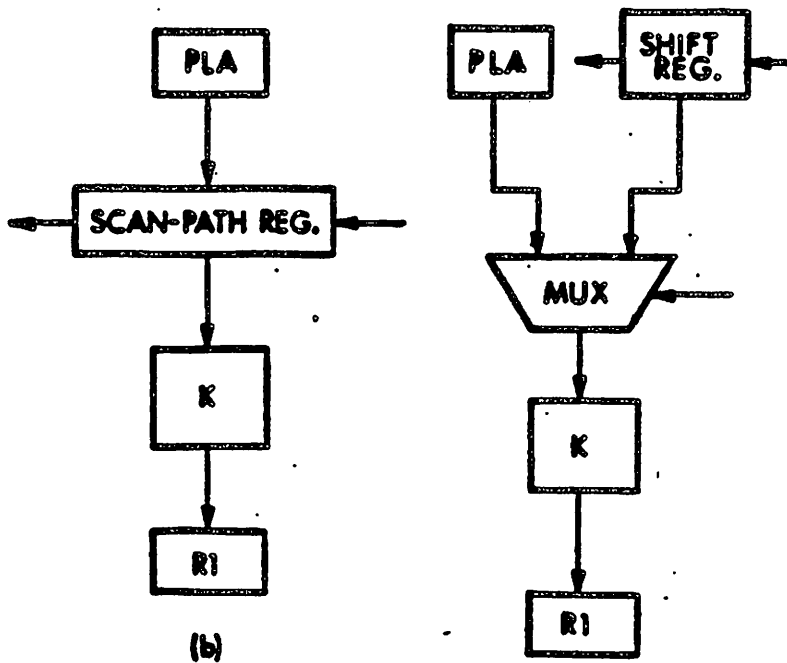 PLA
SCAN-PATH REG.
K
R1
(b)
PLA
SHIFT
REG.
MUX
K
R1